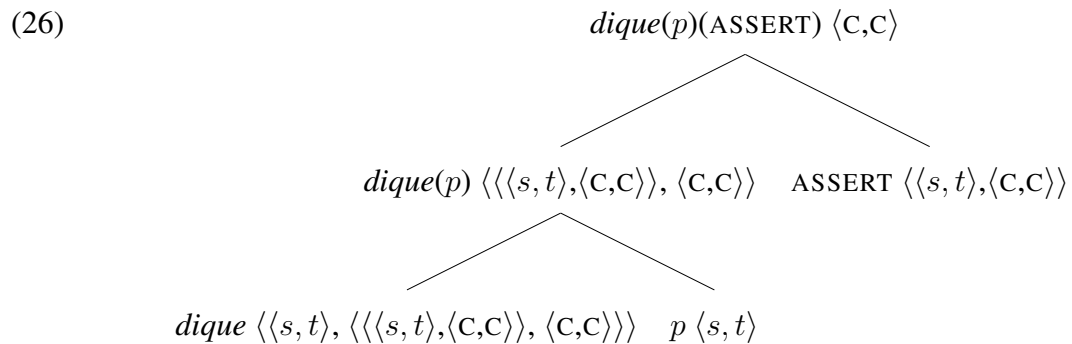 (26) dique(p)(ASSERT) ⟨C,C⟩
dique(p) ⟨⟨⟨s, t⟩,⟨C,C⟩⟩, ⟨C,C⟩⟩ ASSERT ⟨⟨s, t⟩,⟨C,C⟩⟩
dique ⟨⟨s, t⟩, ⟨⟨⟨s, t⟩,⟨C,C⟩⟩, ⟨C,C⟩⟩⟩ p ⟨s, t⟩